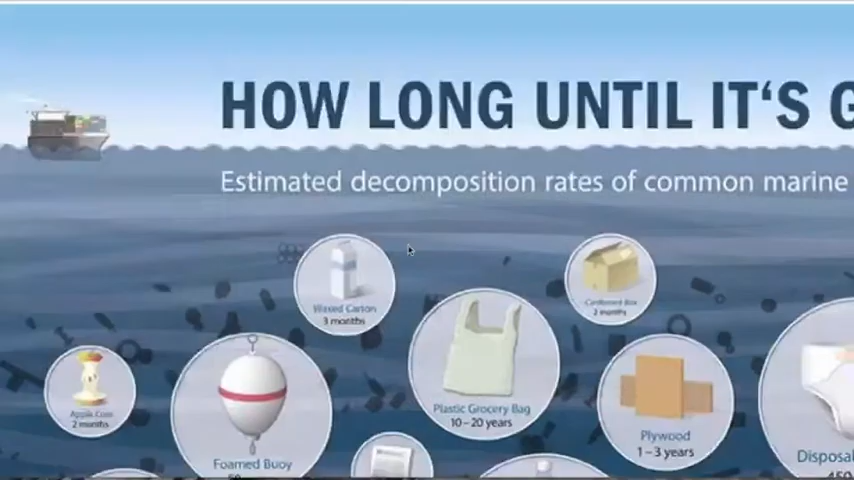 HOW LONG UNTIL IT'S G
Estimated decomposition rates of common marine
Waxed Carton
3 months
Cardboard Box
2 months
Plastic Grocery Bag
10 – 20 years
Apple Core
2 months
Plywood
1 – 3 years
Foamed Buoy
Disposa